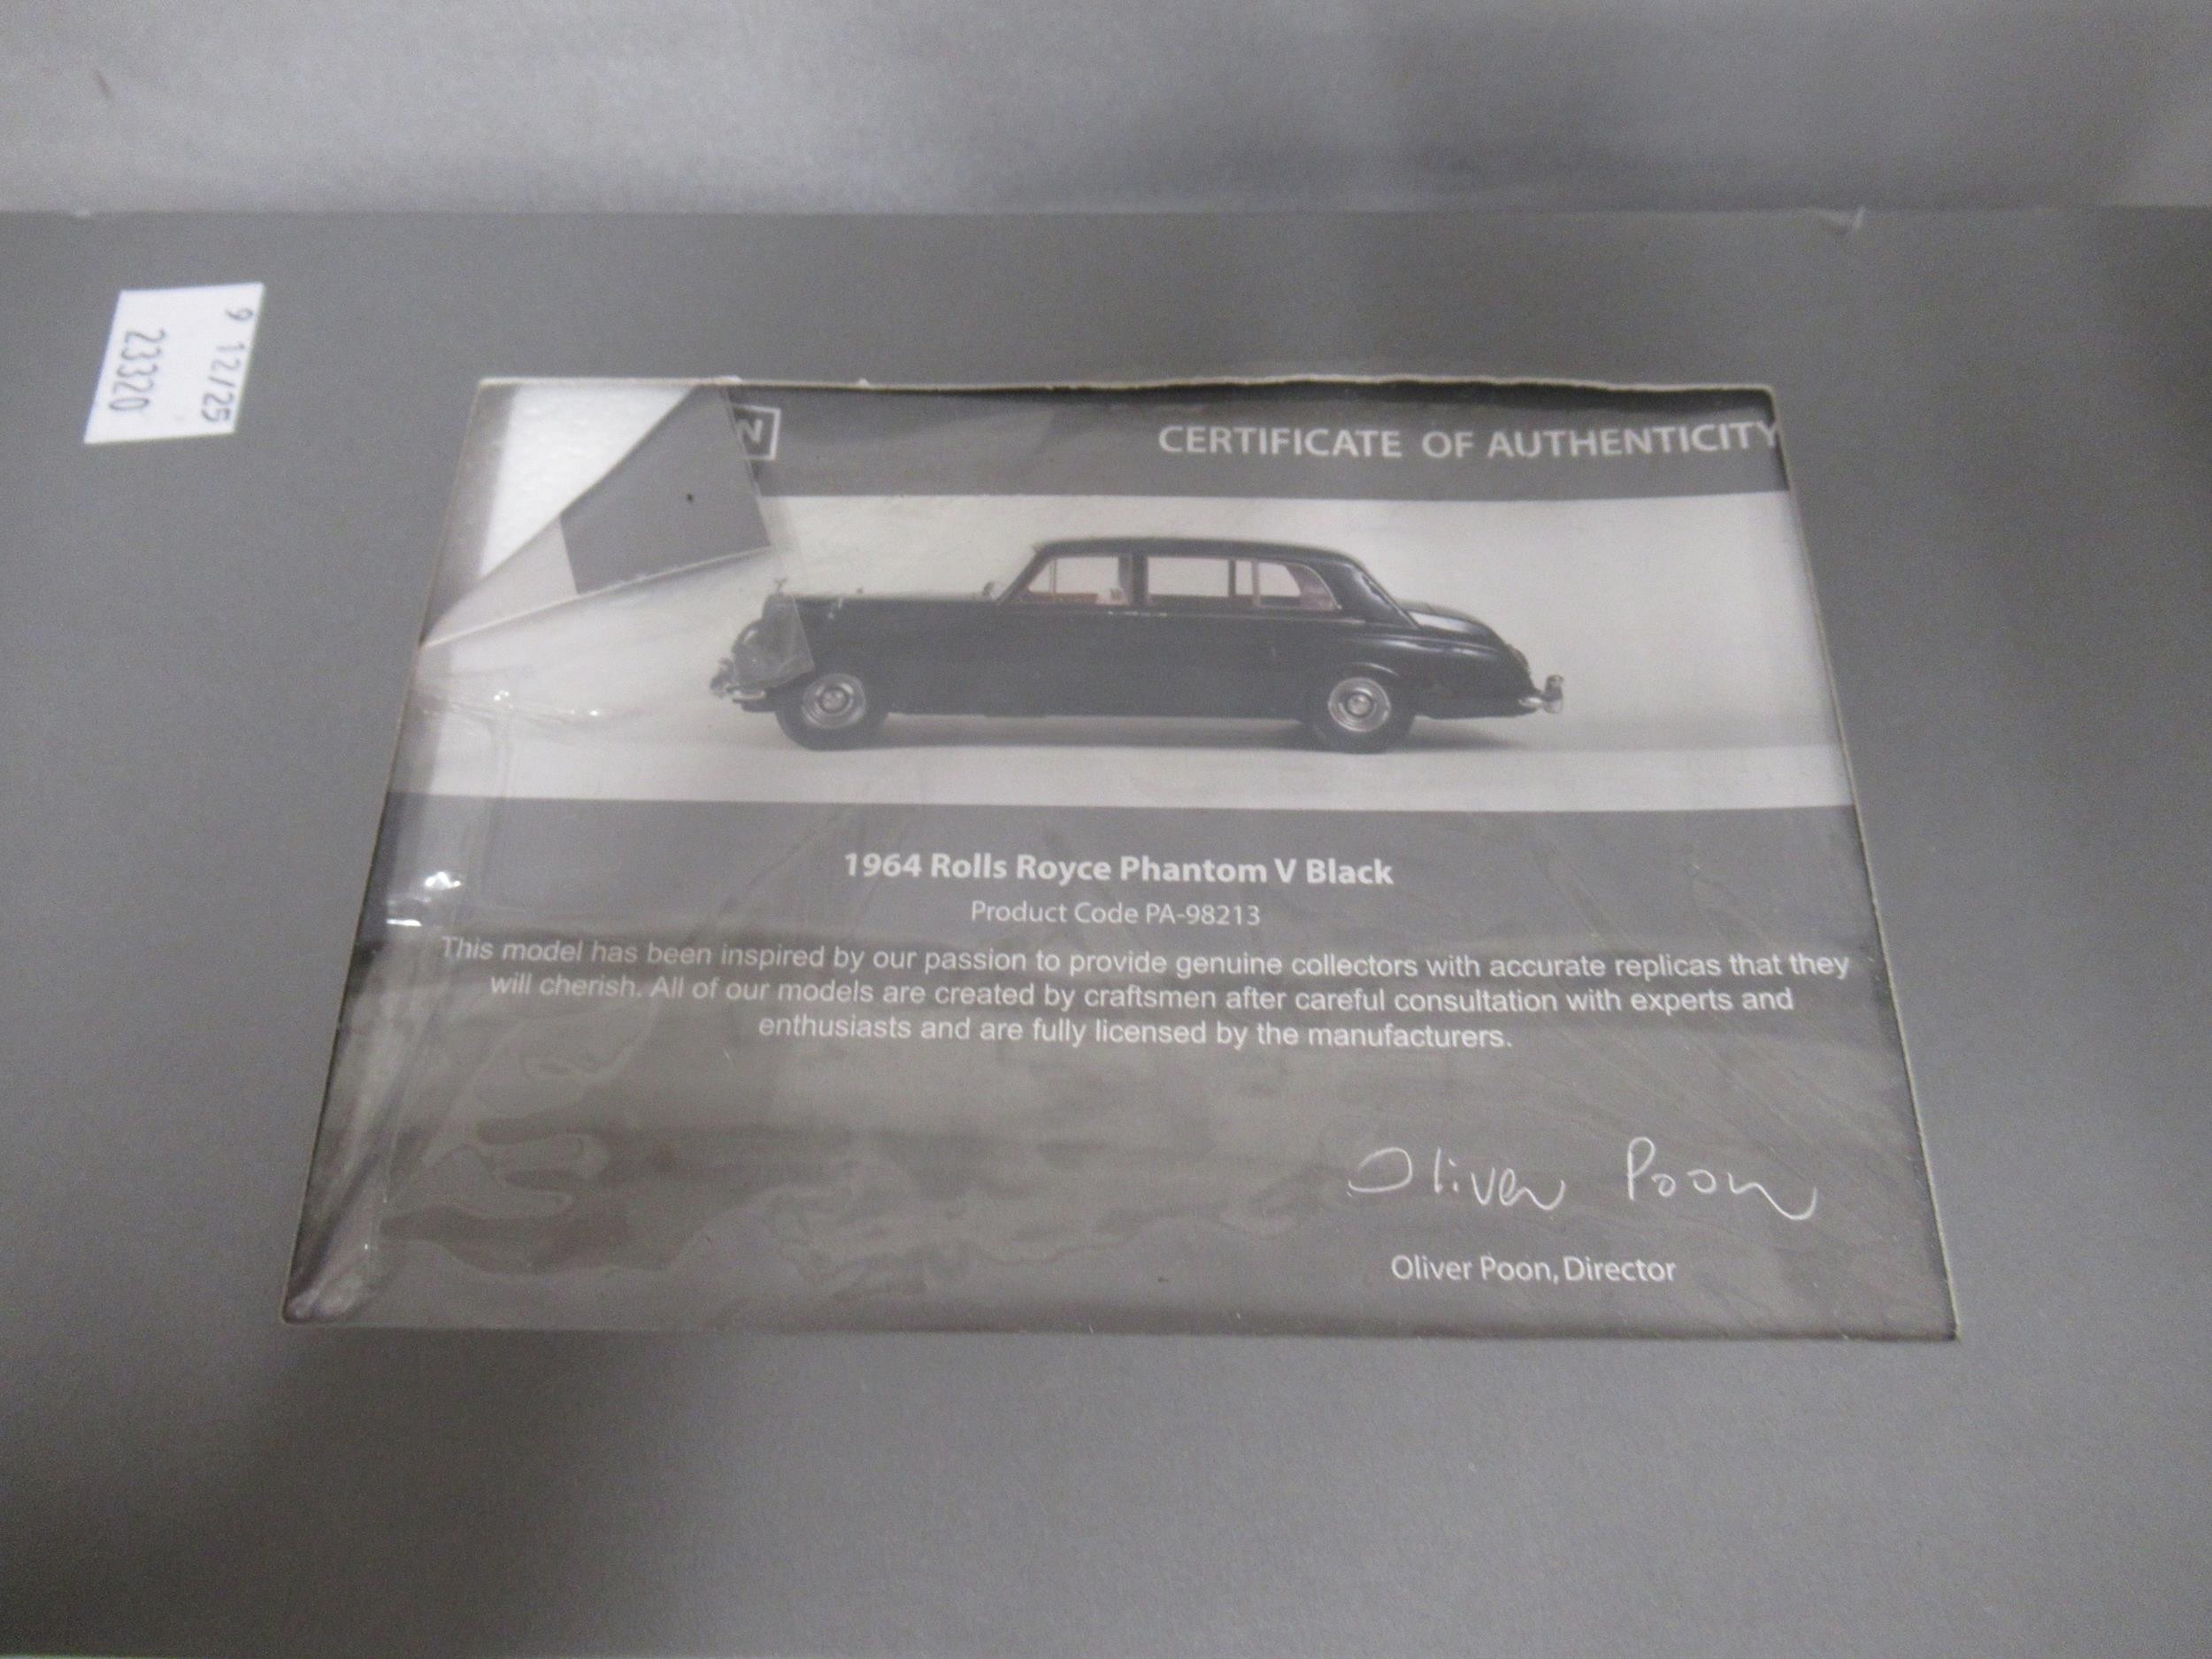 9 12/25
23320
N
CERTIFICATE OF AUTHENTICITY
1964 Rolls Royce Phantom V Black
Product Code PA-98213
This model has been inspired by our passion to provide genuine collectors with accurate replicas that they
will cherish. All of our models are created by craftsmen after careful consultation with experts and
enthusiasts and are fully licensed by the manufacturers.
Oliver Poon
Oliver Poon, Director